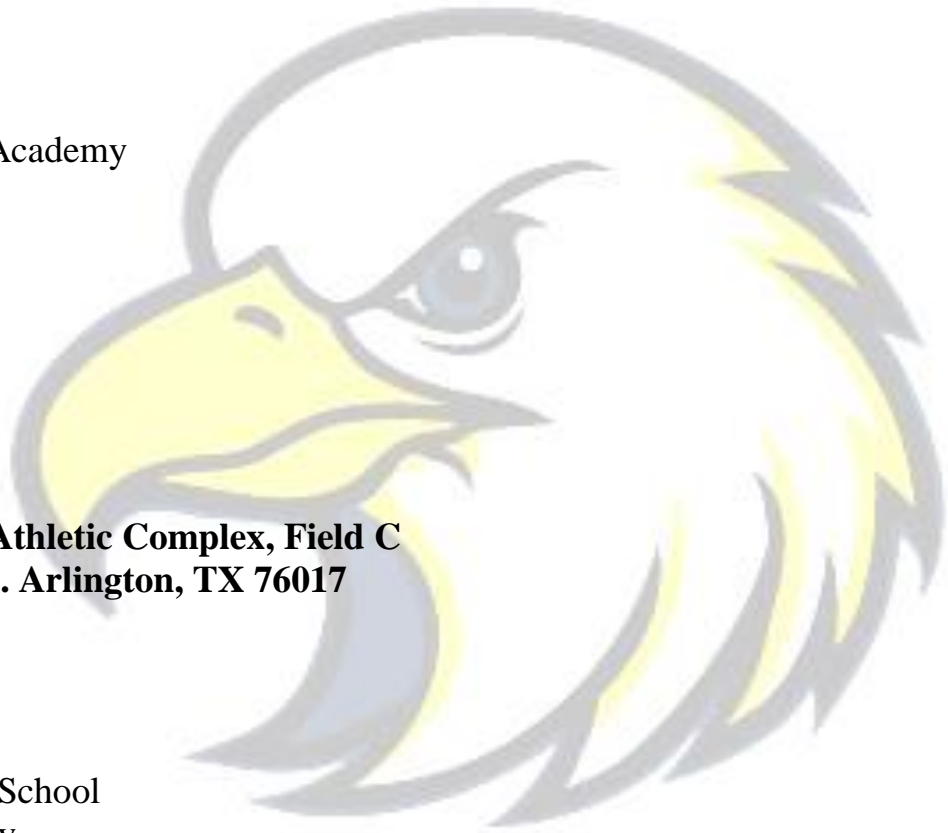 Academy
Athletic Complex, Field C
. Arlington, TX 76017
School